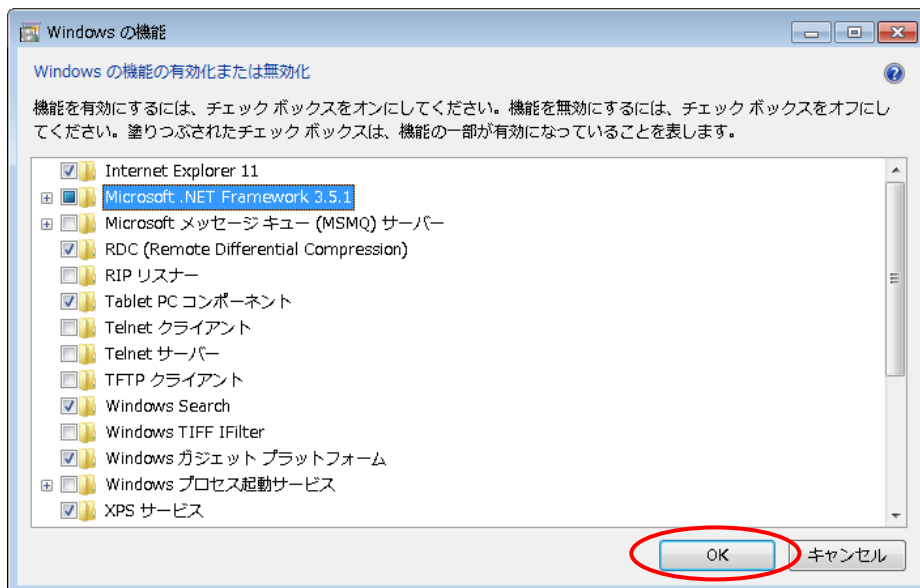 Windows の機能
Windows の機能の有効化または無効化
機能を有効にするには、チェック ボックスをオンにしてください。機能を無効にするには、チェック ボックスをオフにし
てください。塗りつぶされたチェック ボックスは、機能の一部が有効になっていることを表します。
Internet Explorer 11
Microsoft .NET Framework 3.5.1
Microsoft メッセージ キュー (MSMQ) サーバー
RDC (Remote Differential Compression)
RIP リスナー
Tablet PC コンポーネント
Telnet クライアント
Telnet サーバー
TFTP クライアント
Windows Search
Windows TIFF IFilter
Windows ガジェット プラットフォーム
Windows プロセス起動サービス
XPS サービス
OK キャンセル